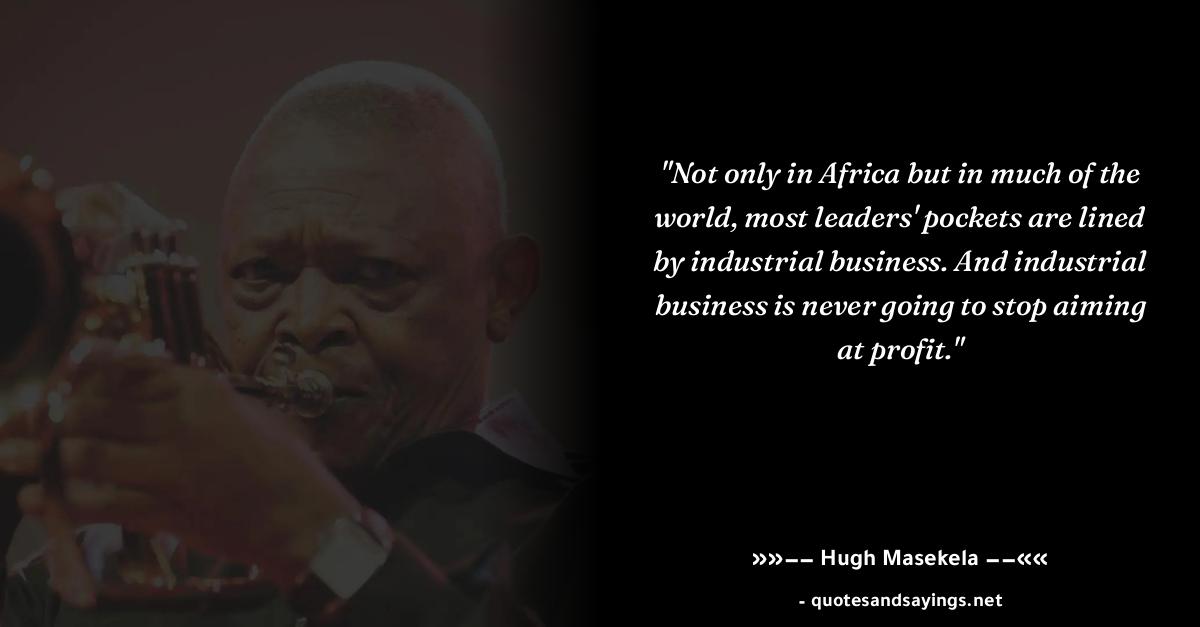 "Not only in Africa but in much of the
world, most leaders' pockets are lined
by industrial business. And industrial
business is never going to stop aiming
at profit."
»»–– Hugh Masekela ––««
- quotesandsayings.net